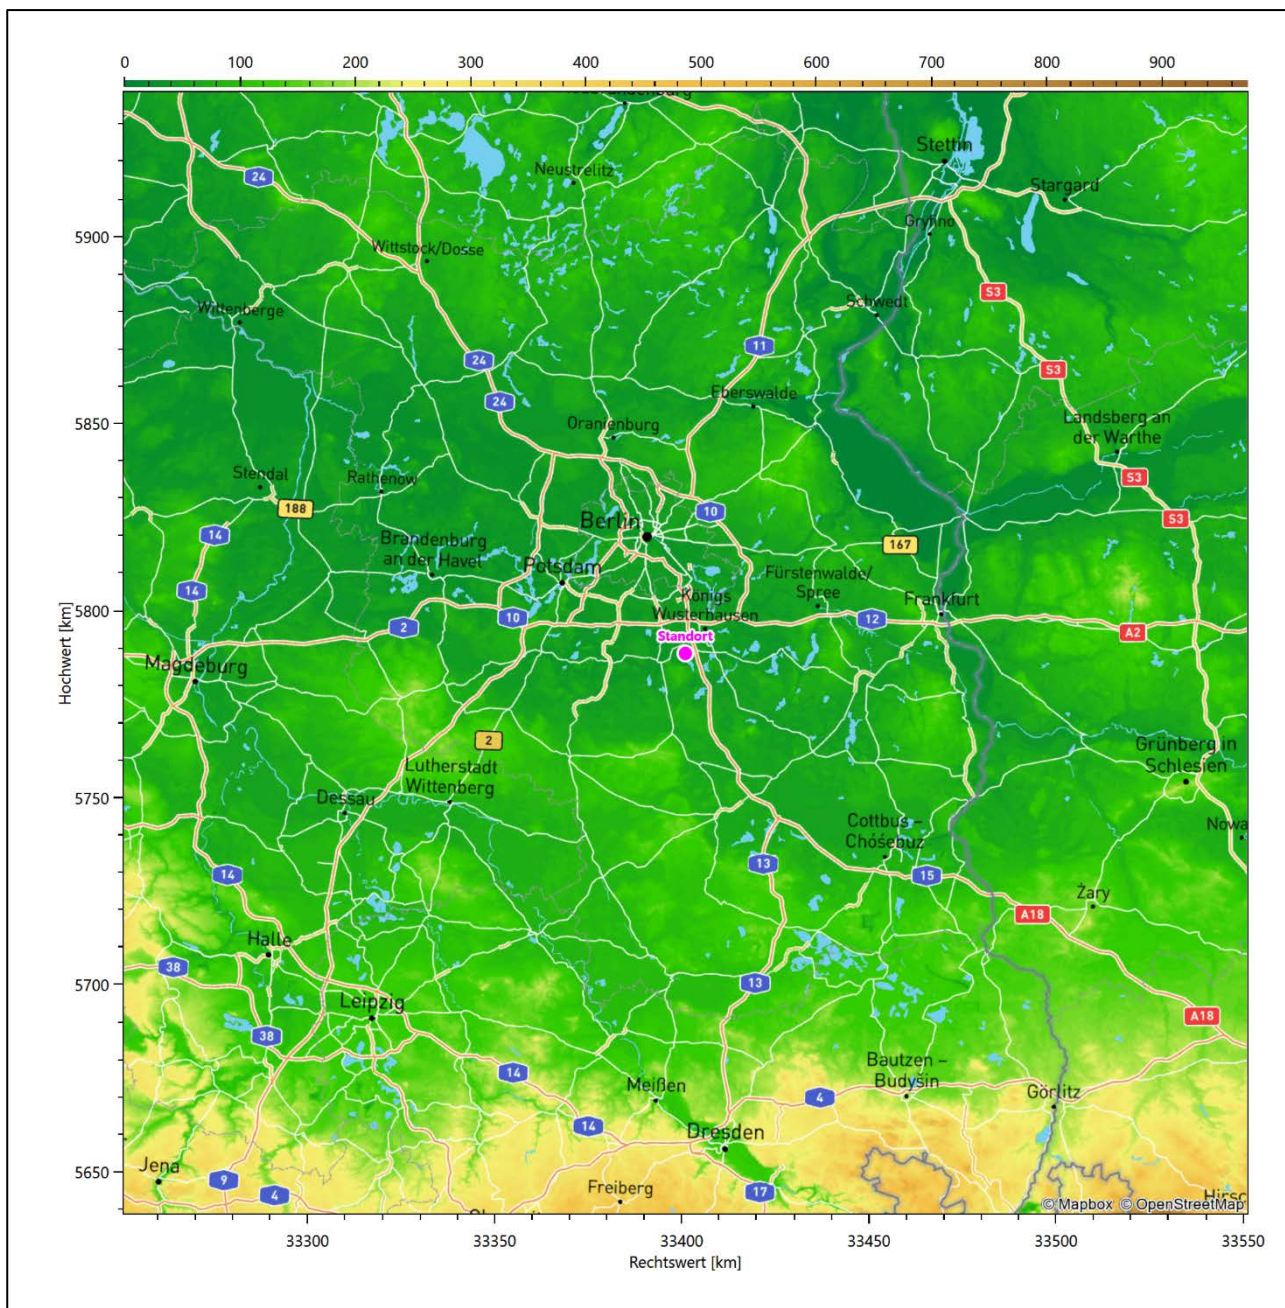 0 100 200 300 400 500 600 700 800 900
Stettin
Neustrelitz
24
Stargard
Gryfino
Wittstock/Dosse
5900
S3
Schwedt
Wittenberge
11
24
S3
Eberswalde
24
Landsberg an
der Warthe
Oranienburg
5850
Stendal
Rathenow
S3
188
10
Berlin
S3
14
Brandenburg
an der Havel
167
Potsdam
Fürstenwalde/
Spree
14
Königs
Wusterhausen
Frankfurt
5800
10
12
2
A2
Standort
Magdeburg
Hochwert [km]
2
Grünberg in
Schlesien
Lutherstadt
Wittenberg
Dessau
5750
Cottbus –
Chóśebuz
Nowa
13
14
15
Żary
A18
Halle
38
13
5700
Leipzig
A18
38
Bautzen –
Budyšin
14
Meißen
4
Görlitz
14
Dresden
5650
Jena
9
4
Freiberg
17
Hirsc
© Mapbox © OpenStreetMap
33300 33350 33400 33450 33500 33550
Rechtswert [km]